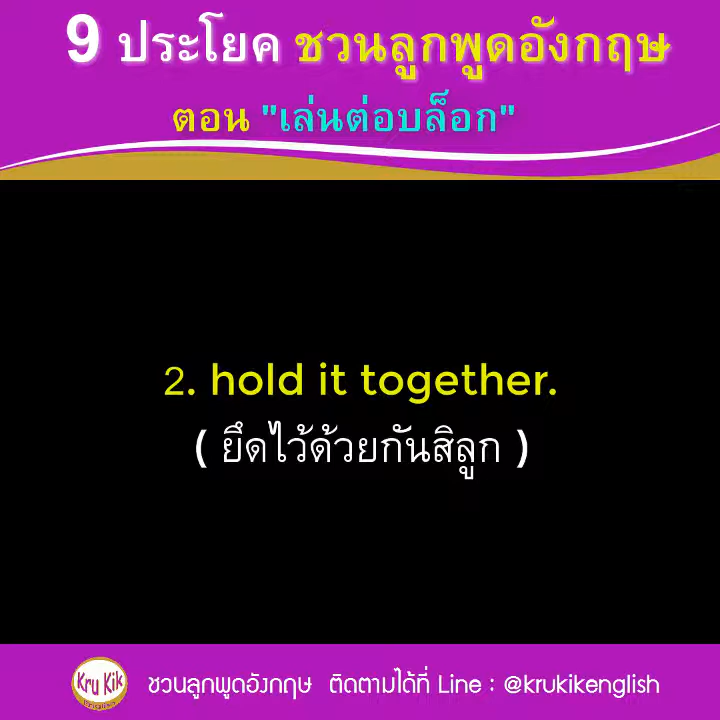 9 ประโยค ชวนลูกพูดอังกฤษ
ตอน "เล่นต่อบล็อก"
2. hold it together.
( ยึดไว้ด้วยกันสิลูก )
Kru Kik
English
ชวนลูกพูดอังกฤษ ติดตามได้ที่ Line : @krukikenglish